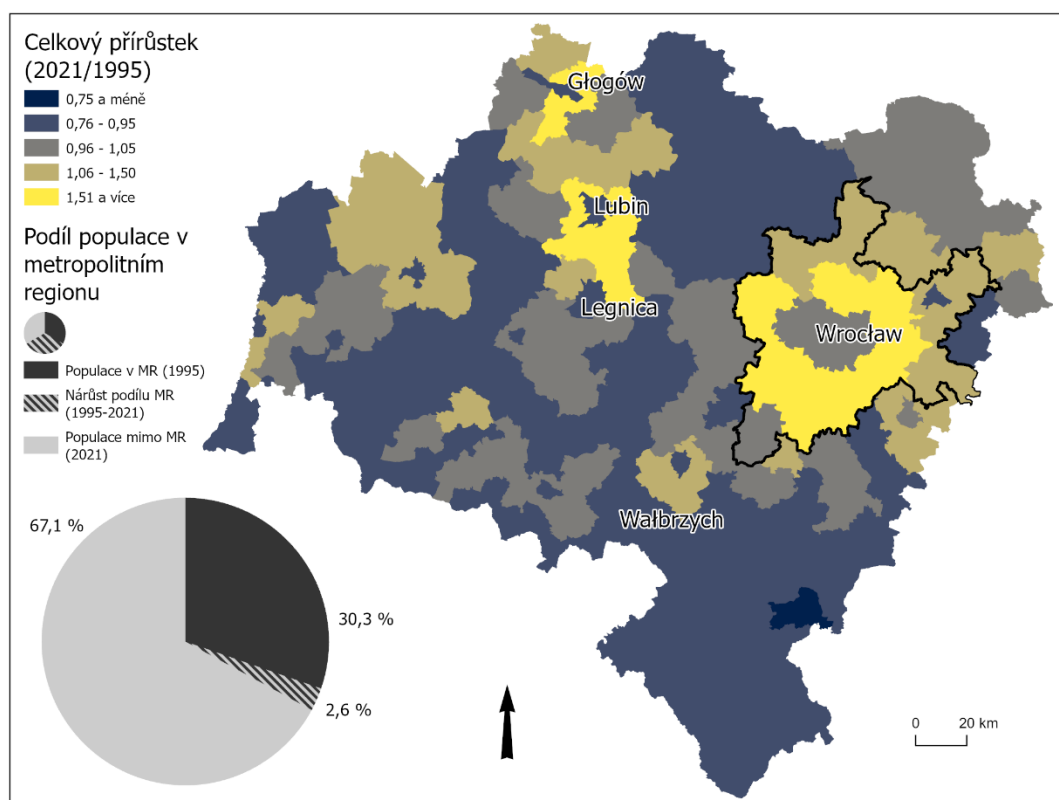 Celkový přírůstek
(2021/1995)
0,75 a méně
0,76 - 0,95
0,96 - 1,05
1,06 - 1,50
1,51 a více
Podíl populace v
metropolitním
regionu
Populace v MR (1995)
Nárůst podílu MR
(1995-2021)
Populace mimo MR
(2021)
67,1 %
30,3 %
2,6 %
Głogów
Lubin
Legnica
Wrocław
Wałbrzych
0 20 km